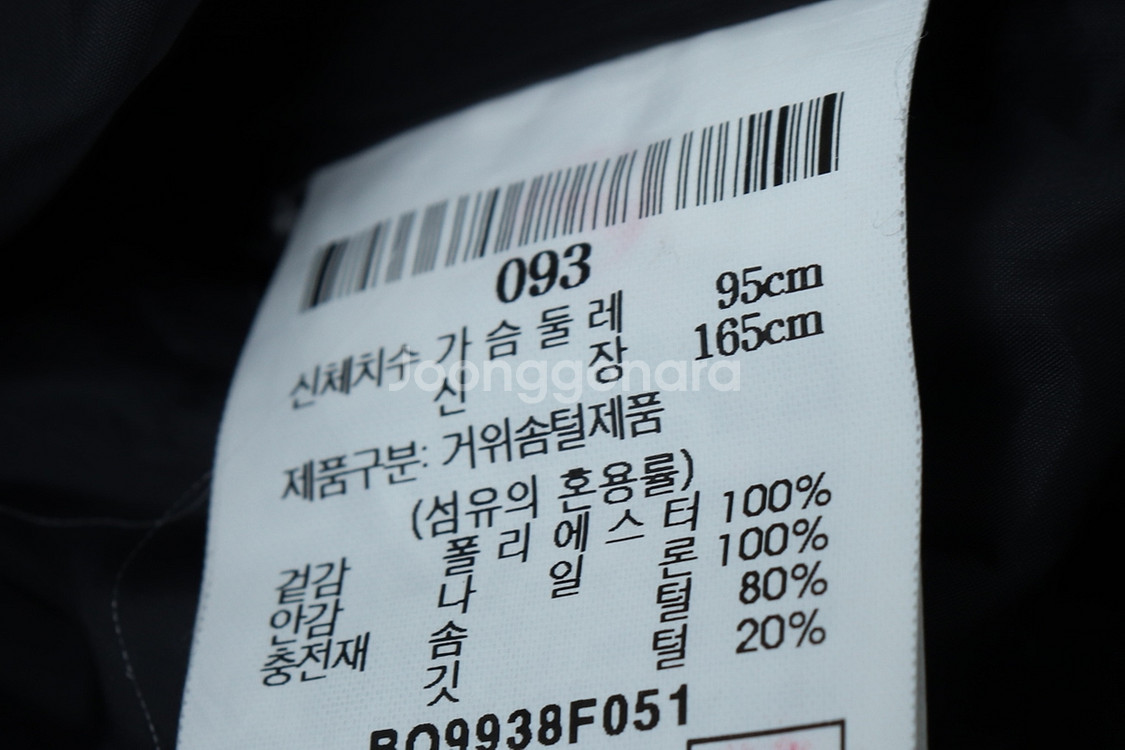 093
신체치수 가슴둘레 95cm
신장 165cm
제품구분: 거위솜털제품
(섬유의 혼용률)
겉감 폴리에스터 100%
안감 나일론 100%
충전재 솜털 80%
깃털 20%
BO9938F051
Joonggonara